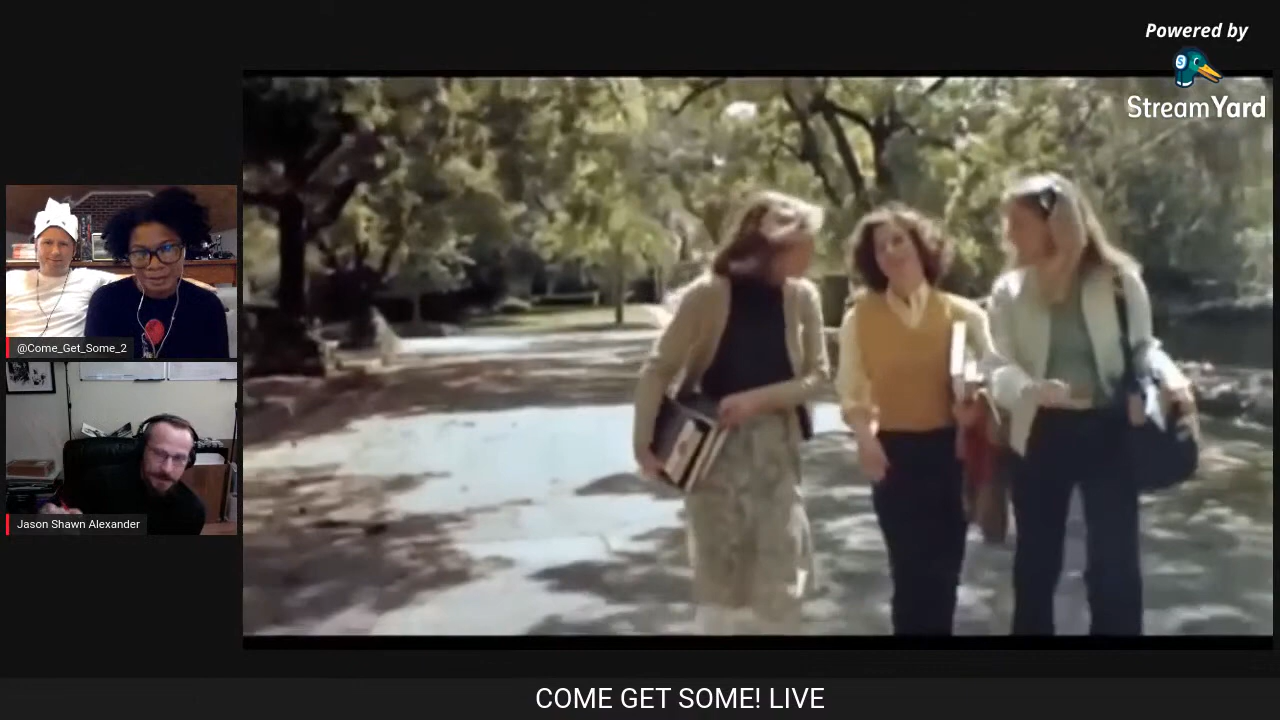 Powered by
StreamYard
@Come_Get_Some_2
Jason Shawn Alexander
COME GET SOME! LIVE